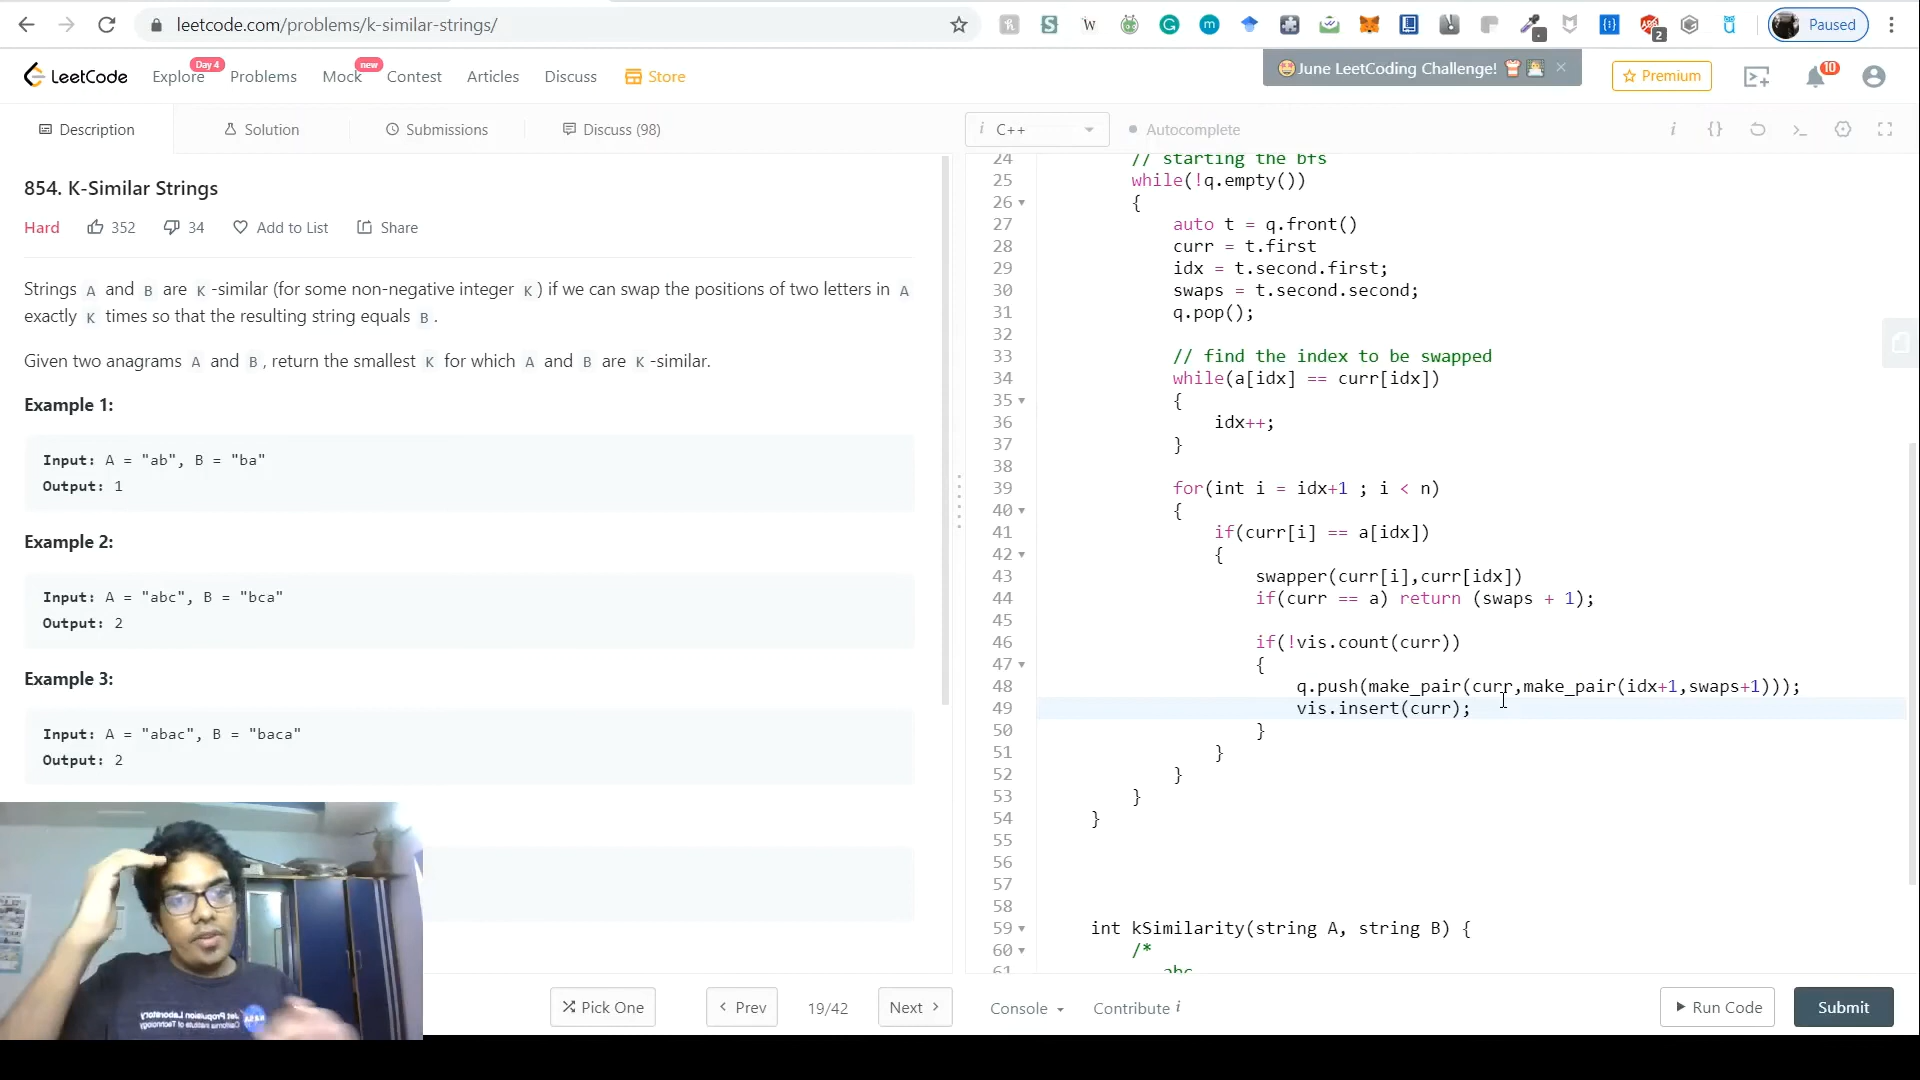 leetcode.com/problems/k-similar-strings/
Paused
LeetCode
Explore
Day 4
Problems
Mock
new
Contest
Articles
Discuss
Store
June LeetCoding Challenge!
Premium
10
Description
Solution
Submissions
Discuss (98)
i C++
Autocomplete
854. K-Similar Strings
Hard
352
34
Add to List
Share
Strings A and B are K -similar (for some non-negative integer K ) if we can swap the positions of two letters in A
exactly K times so that the resulting string equals B .
Given two anagrams A and B , return the smallest K for which A and B are K -similar.
Example 1:
Input: A = "ab", B = "ba"
Output: 1
Example 2:
Input: A = "abc", B = "bca"
Output: 2
Example 3:
Input: A = "abac", B = "baca"
Output: 2
24 // starting the bfs
25 while(!q.empty())
26 {
27 auto t = q.front()
28 curr = t.first
29 idx = t.second.first;
30 swaps = t.second.second;
31 q.pop();
32
33 // find the index to be swapped
34 while(a[idx] == curr[idx])
35 {
36 idx++;
37 }
38
39 for(int i = idx+1 ; i < n)
40 {
41 if(curr[i] == a[idx])
42 {
43 swapper(curr[i],curr[idx])
44 if(curr == a) return (swaps + 1);
45
46 if(!vis.count(curr))
47 {
48 q.push(make_pair(curr,make_pair(idx+1,swaps+1)));
49 vis.insert(curr);
50 }
51 }
52 }
53 }
54 }
55
56
57
58
59 int kSimilarity(string A, string B) {
60 /*
61 abc
Pick One
Prev
19/42
Next
Console
Contribute i
Run Code
Submit